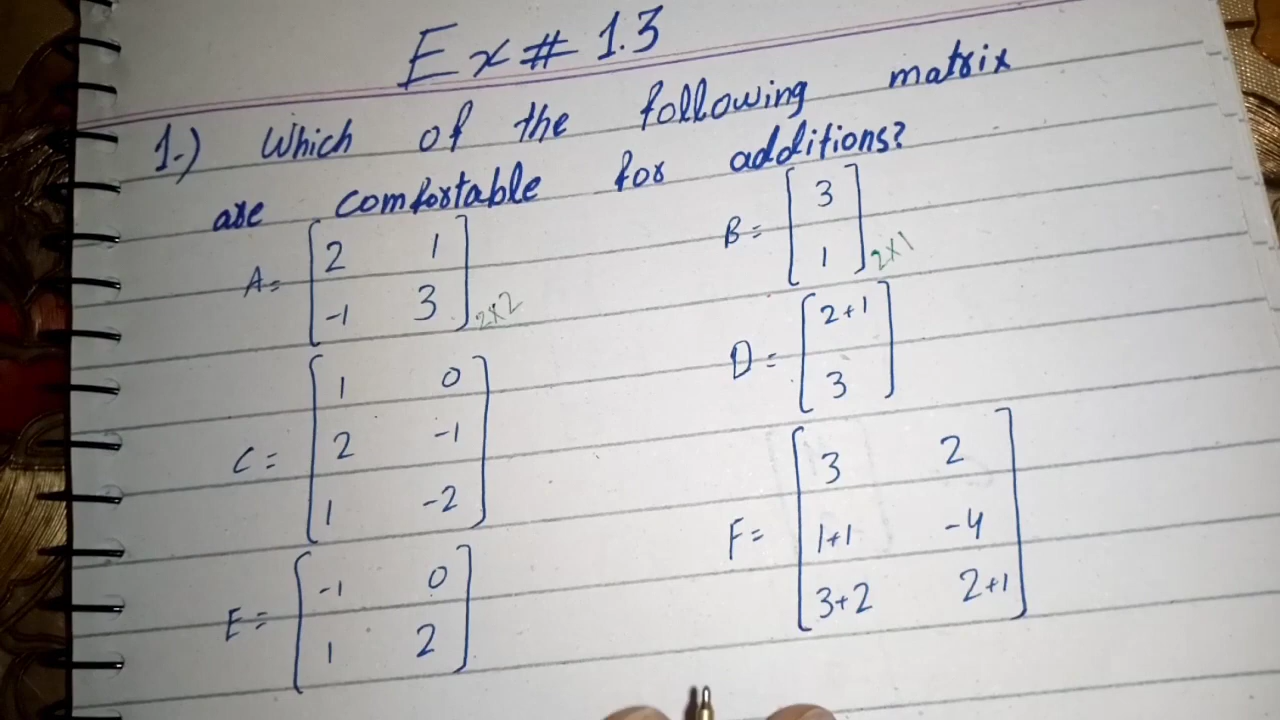 Ex # 1.3
1.) Which of the following matrix
are comfortable for additions?
A= [2 1
-1 3] 2x2
B= [3
1] 2x1
C= [1 0
2 -1
1 -2]
D= [2+1
3]
E= [-1 0
1 2]
F= [3 2
1+1 -4
3+2 2+1]